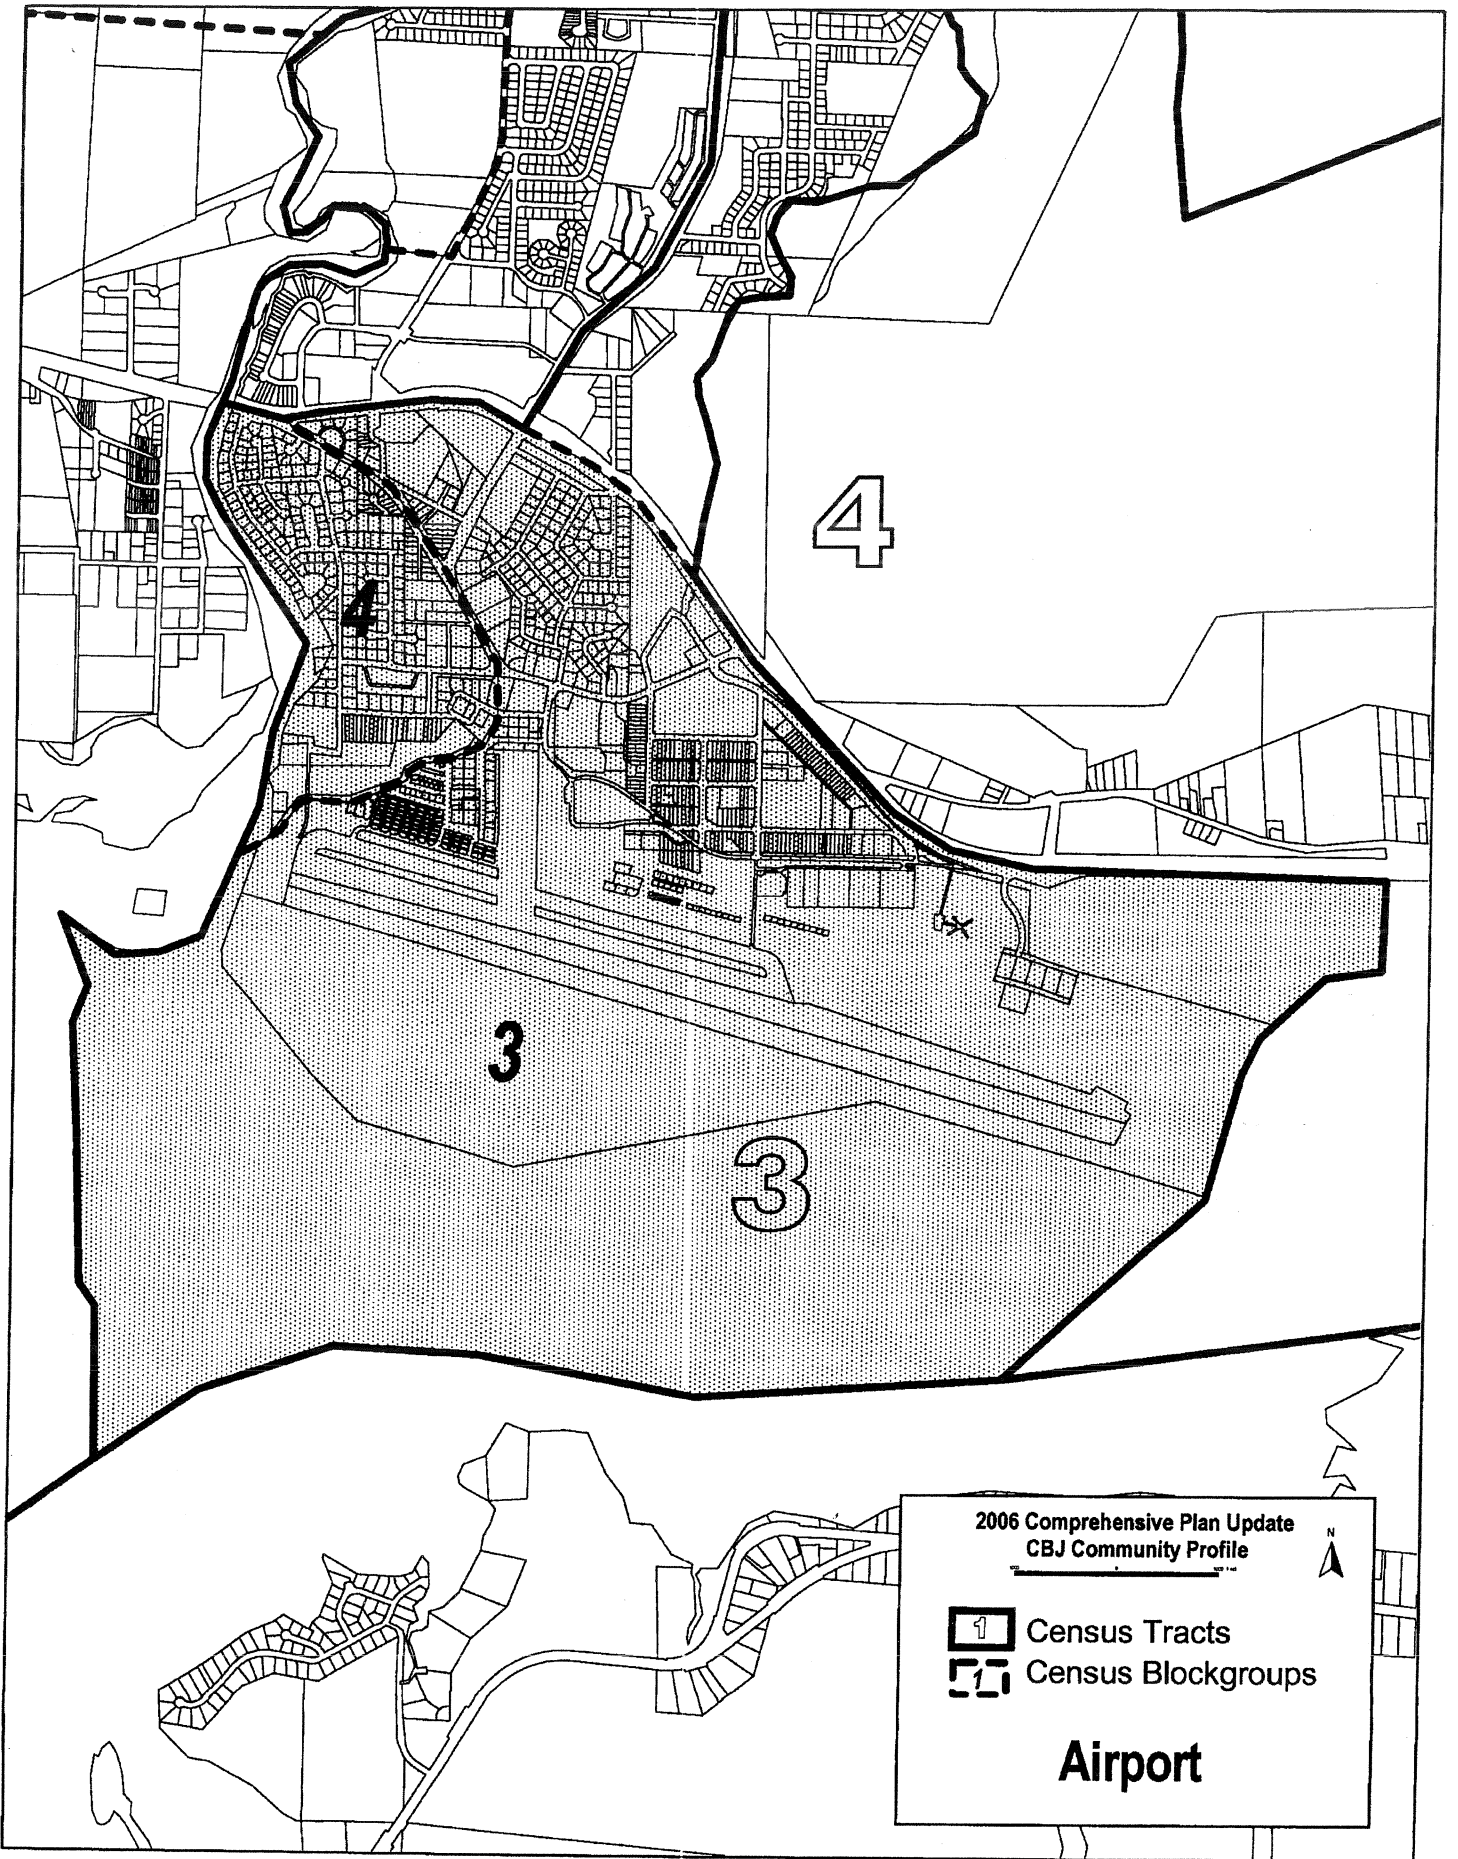 4
4
3
3
2006 Comprehensive Plan Update
CBJ Community Profile
N
1 Census Tracts
1 Census Blockgroups
Airport